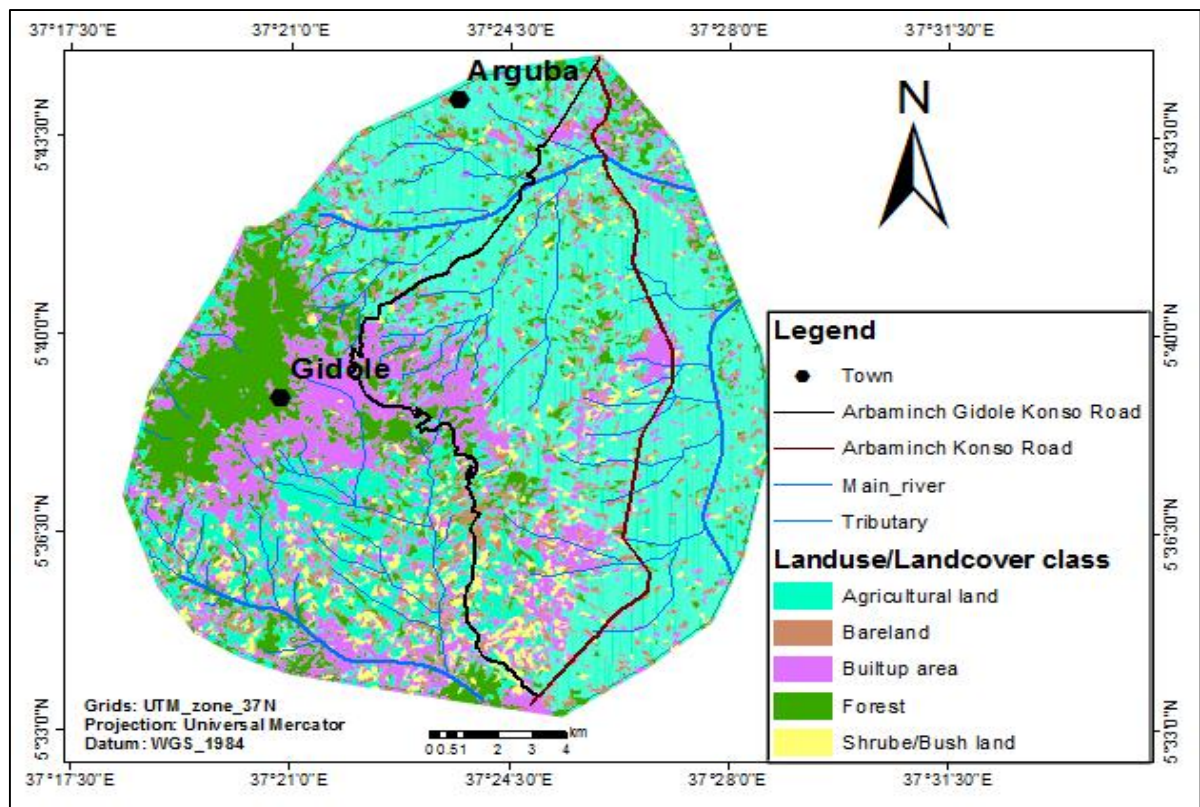 37°17'30"E 37°21'0"E 37°24'30"E 37°28'0"E 37°31'30"E
Arguba
N
5°43'30"N 5°43'30"N
5°40'0"N 5°40'0"N
Gidole
5°36'30"N 5°36'30"N
5°33'0"N 5°33'0"N
Legend
Town
Arbaminch Gidole Konso Road
Arbaminch Konso Road
Main_river
Tributary
Landuse/Landcover class
Agricultural land
Bareland
Builtup area
Forest
Shrube/Bush land
Grids: UTM_zone_37N
Projection: Universal Mercator
Datum: WGS_1984
km
0 0.5 1 2 3 4
37°17'30"E 37°21'0"E 37°24'30"E 37°28'0"E 37°31'30"E